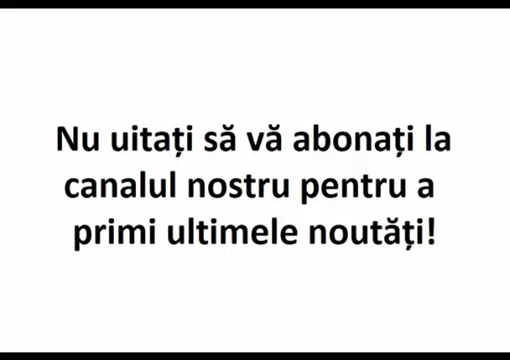 Nu uitați să vă abonați la
canalul nostru pentru a
primi ultimele noutăți!